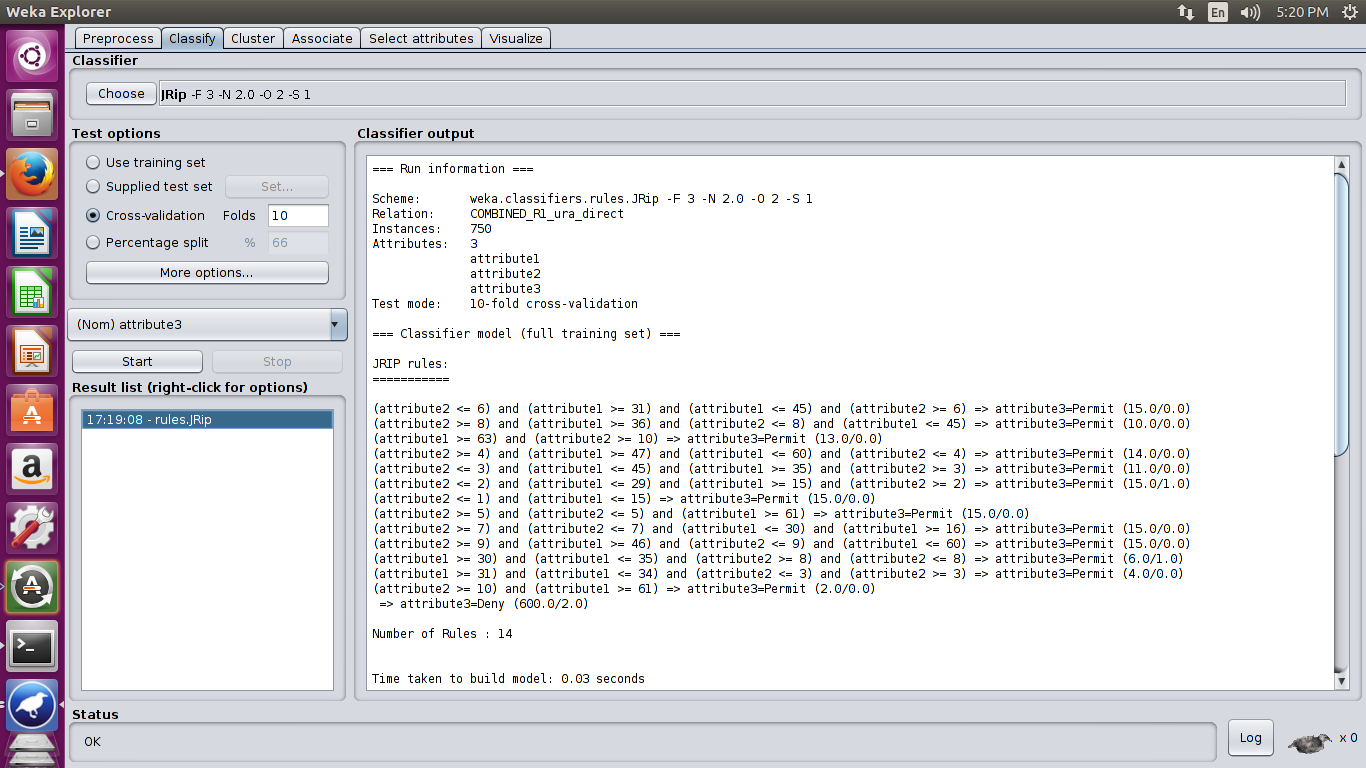 Weka Explorer
En
5:20 PM
Preprocess Classify Cluster Associate Select attributes Visualize
Classifier
Choose JRip -F 3 -N 2.0 -O 2 -S 1
Test options
Use training set
Supplied test set Set...
Cross-validation Folds 10
Percentage split % 66
More options...
(Nom) attribute3
Start Stop
Result list (right-click for options)
17:19:08 - rules.JRip
Classifier output
=== Run information ===
Scheme: weka.classifiers.rules.JRip -F 3 -N 2.0 -O 2 -S 1
Relation: COMBINED_R1_ura_direct
Instances: 750
Attributes: 3
attribute1
attribute2
attribute3
Test mode: 10-fold cross-validation
=== Classifier model (full training set) ===
JRIP rules:
===========
(attribute2 <= 6) and (attribute1 >= 31) and (attribute1 <= 45) and (attribute2 >= 6) => attribute3=Permit (15.0/0.0)
(attribute2 >= 8) and (attribute1 >= 36) and (attribute2 <= 8) and (attribute1 <= 45) => attribute3=Permit (10.0/0.0)
(attribute1 >= 63) and (attribute2 >= 10) => attribute3=Permit (13.0/0.0)
(attribute2 >= 4) and (attribute1 >= 47) and (attribute1 <= 60) and (attribute2 <= 4) => attribute3=Permit (14.0/0.0)
(attribute2 <= 3) and (attribute1 <= 45) and (attribute1 >= 35) and (attribute2 >= 3) => attribute3=Permit (11.0/0.0)
(attribute2 <= 2) and (attribute1 <= 29) and (attribute1 >= 15) and (attribute2 >= 2) => attribute3=Permit (15.0/1.0)
(attribute2 <= 1) and (attribute1 <= 15) => attribute3=Permit (15.0/0.0)
(attribute2 >= 5) and (attribute2 <= 5) and (attribute1 >= 61) => attribute3=Permit (15.0/0.0)
(attribute2 >= 7) and (attribute2 <= 7) and (attribute1 <= 30) and (attribute1 >= 16) => attribute3=Permit (15.0/0.0)
(attribute2 >= 9) and (attribute1 >= 46) and (attribute2 <= 9) and (attribute1 <= 60) => attribute3=Permit (15.0/0.0)
(attribute1 >= 30) and (attribute1 <= 35) and (attribute2 >= 8) and (attribute2 <= 8) => attribute3=Permit (6.0/1.0)
(attribute1 >= 31) and (attribute1 <= 34) and (attribute2 <= 3) and (attribute2 >= 3) => attribute3=Permit (4.0/0.0)
(attribute2 >= 10) and (attribute1 >= 61) => attribute3=Permit (2.0/0.0)
=> attribute3=Deny (600.0/2.0)
Number of Rules : 14
Time taken to build model: 0.03 seconds
Status
OK
Log
x 0